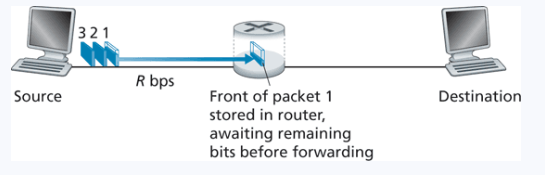 3 2 1
R bps
Source
Front of packet 1
stored in router,
awaiting remaining
bits before forwarding
Destination